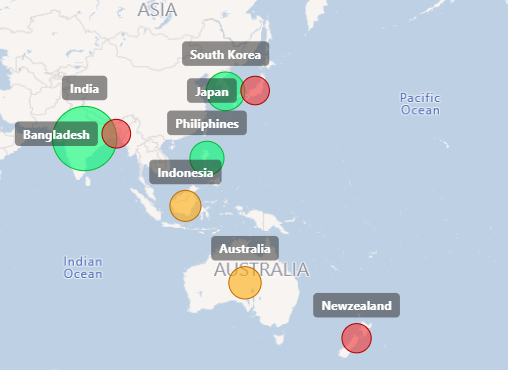 ASIA
South Korea
India
Japan
Pacific
Ocean
Philiphines
Bangladesh
Indonesia
Australia
Indian
Ocean
AUSTRALIA
Newzealand